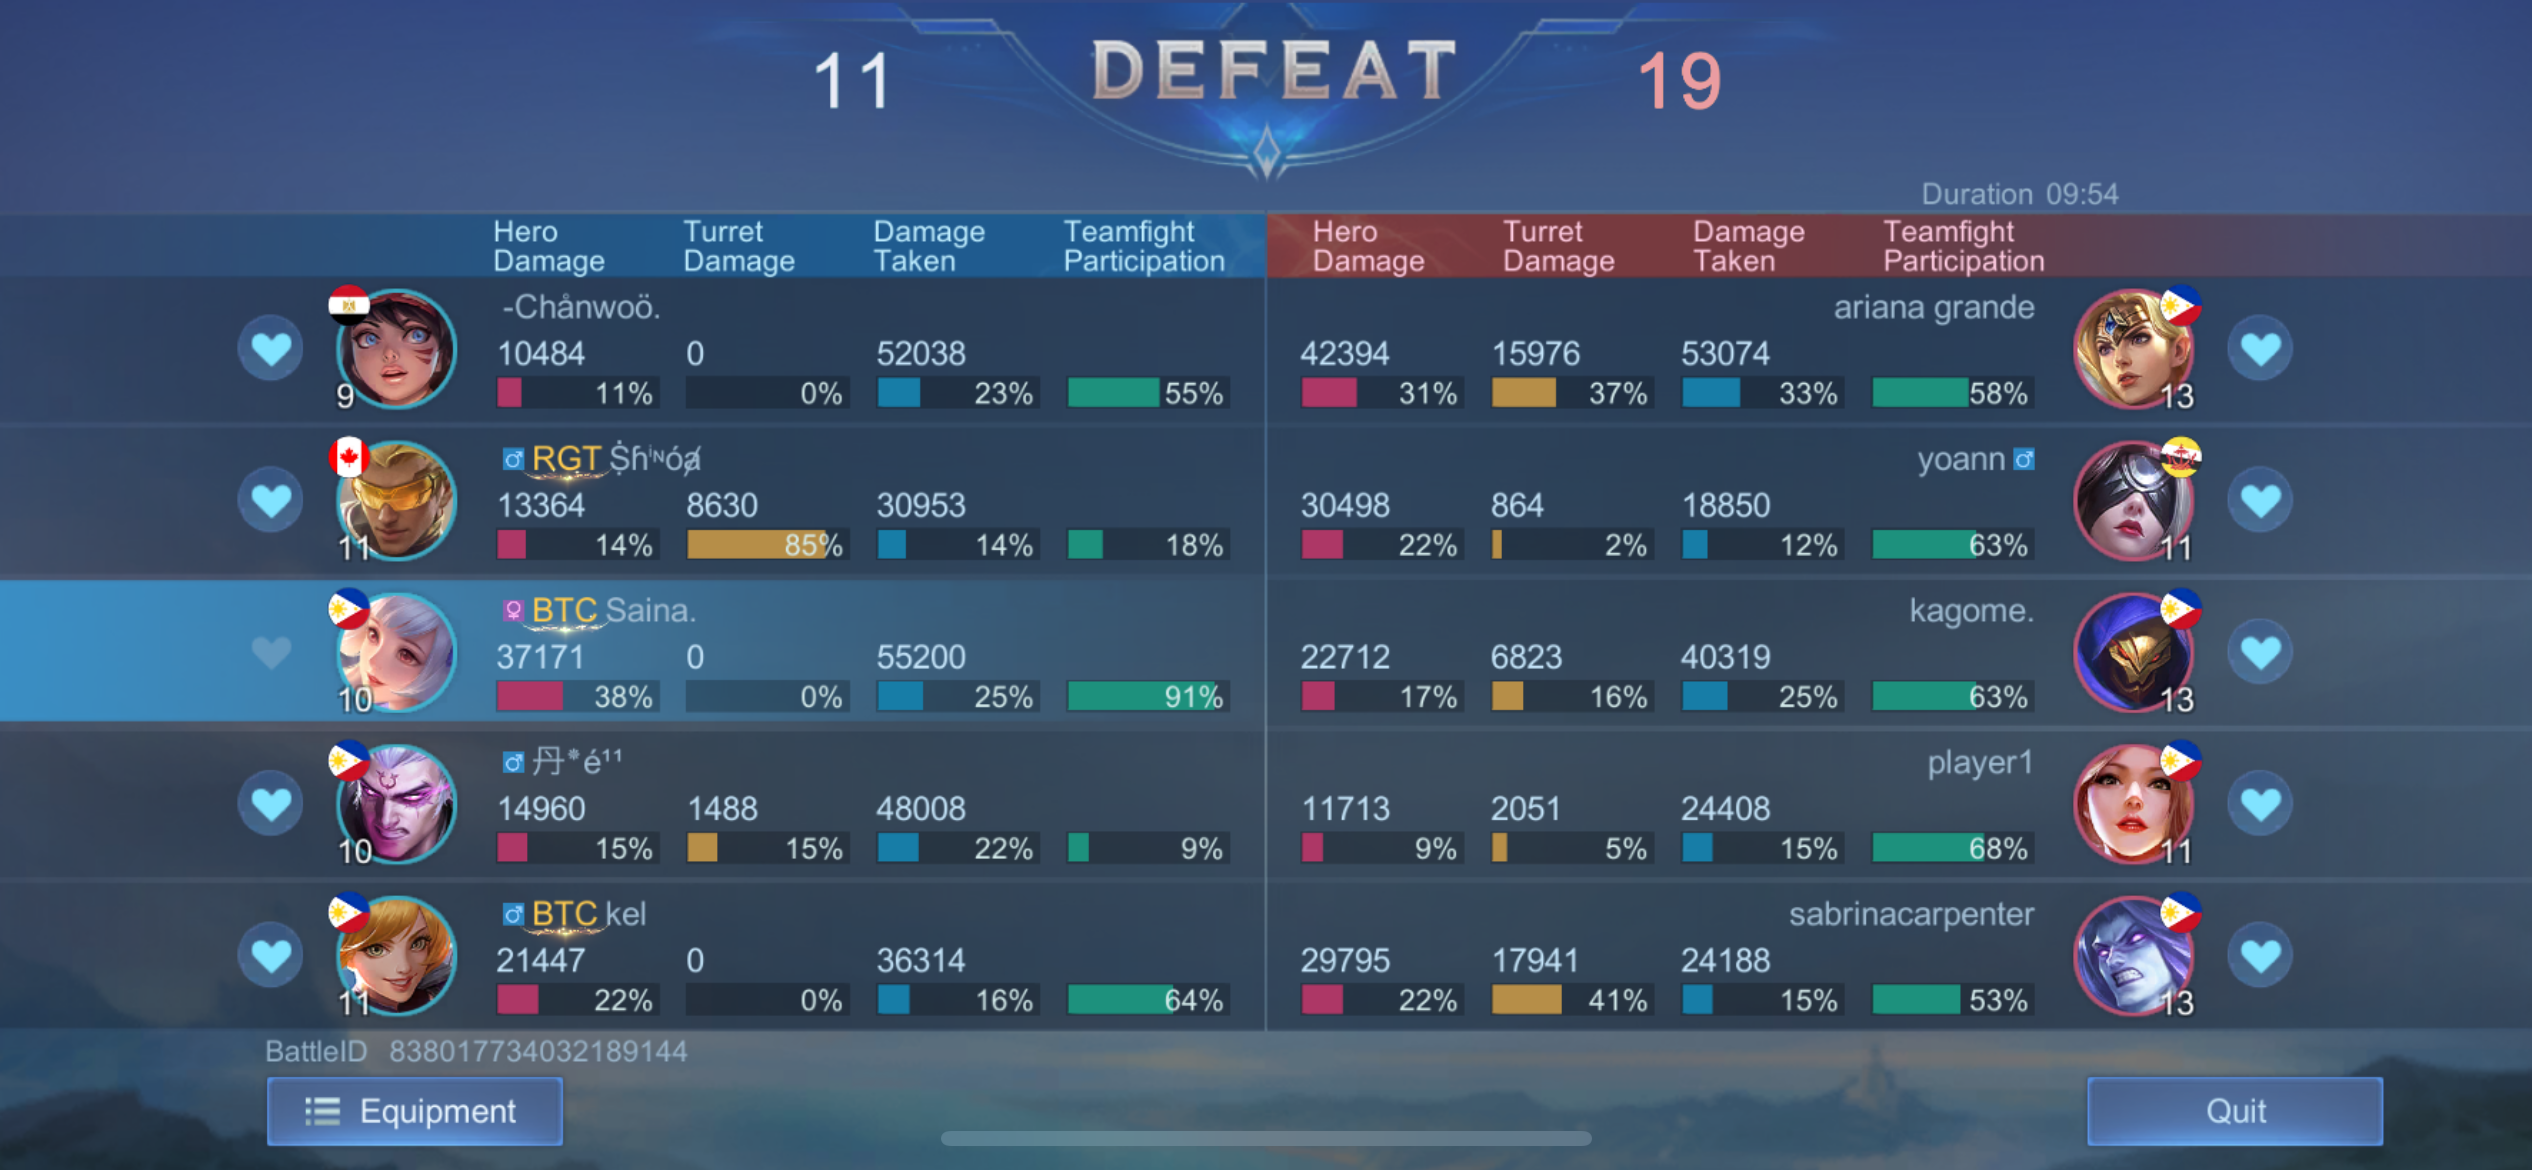 11 DEFEAT 19
Duration 09:54
Hero Damage Turret Damage Damage Taken Teamfight Participation Hero Damage Turret Damage Damage Taken Teamfight Participation
-Chånwoö. ariana grande
10484 0 52038 42394 15976 53074
9 11% 0% 23% 55% 31% 37% 33% 58% 13
RGT yoann
13364 8630 30953 30498 864 18850
11 14% 85% 14% 18% 22% 2% 12% 63% 11
BTC Saina. kagome.
37171 0 55200 22712 6823 40319
10 38% 0% 25% 91% 17% 16% 25% 63% 13
丹*é¹¹ player1
14960 1488 48008 11713 2051 24408
10 15% 15% 22% 9% 9% 5% 15% 68% 11
BTC kel sabrinacarpenter
21447 0 36314 29795 17941 24188
11 22% 0% 16% 64% 22% 41% 15% 53% 13
BattleID 838017734032189144
Equipment Quit